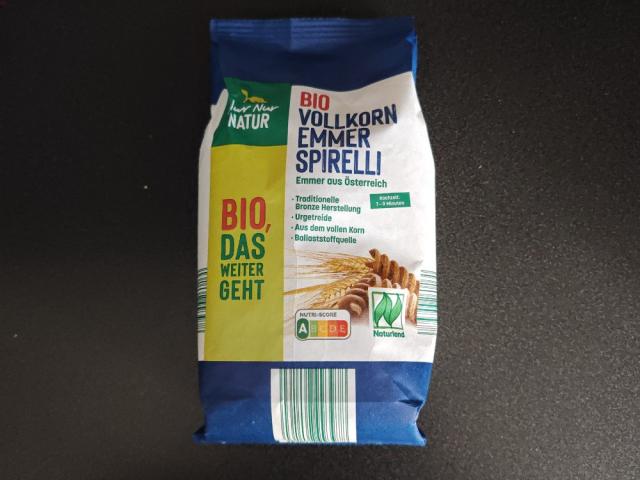 Nur Nur
NATUR
BIO
VOLLKORN
EMMER
SPIRELLI
Emmer aus Österreich
· Traditionelle
Bronze Herstellung
· Urgetreide
· Aus dem vollen Korn
· Ballaststoffquelle
Kochzeit:
7-9 Minuten
BIO,
DAS
WEITER
GEHT
NUTRI-SCORE
A B C D E
Naturland